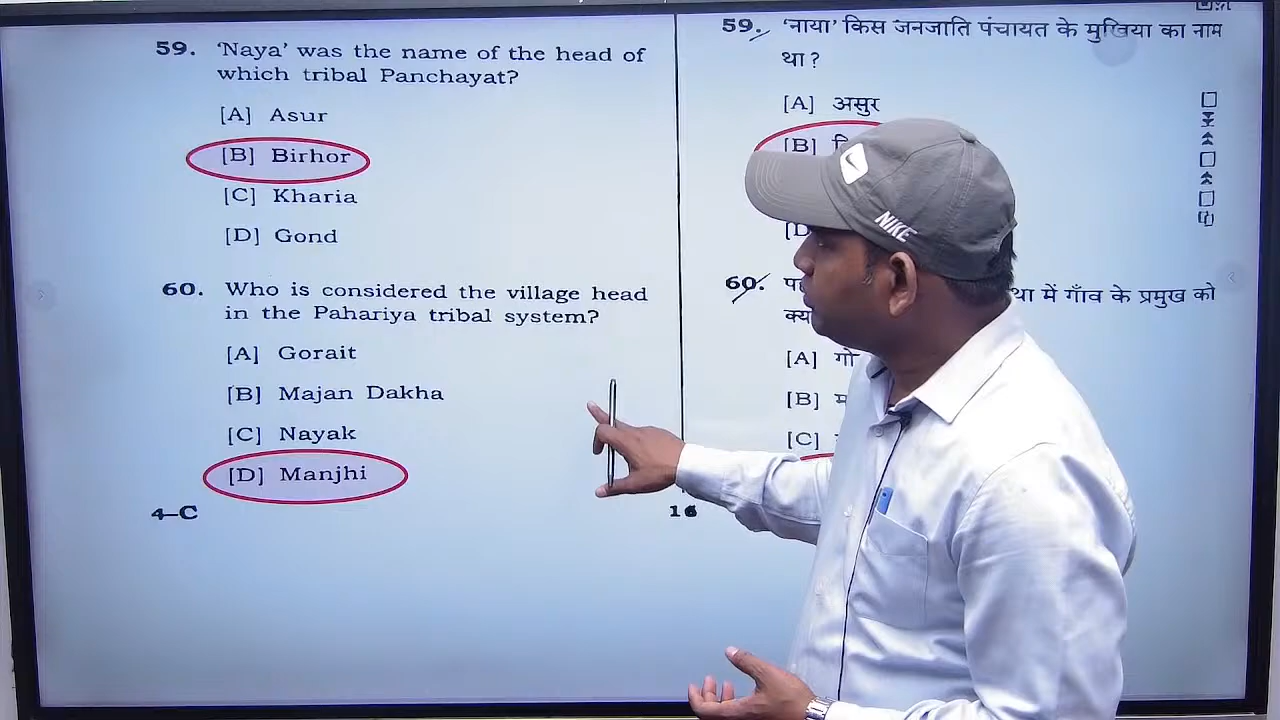 59. ‘Naya’ was the name of the head of
which tribal Panchayat?
[A] Asur
[B] Birhor
[C] Kharia
[D] Gond
60. Who is considered the village head
in the Pahariya tribal system?
[A] Gorait
[B] Majan Dakha
[C] Nayak
[D] Manjhi
4–C
16
59. ‘नाया’ किस जनजाति पंचायत के मुखिया का नाम
था ?
[A] असुर
[B]
[D]
60. था में गाँव के प्रमुख को
[A] गो
[B]
[C]
NIKE